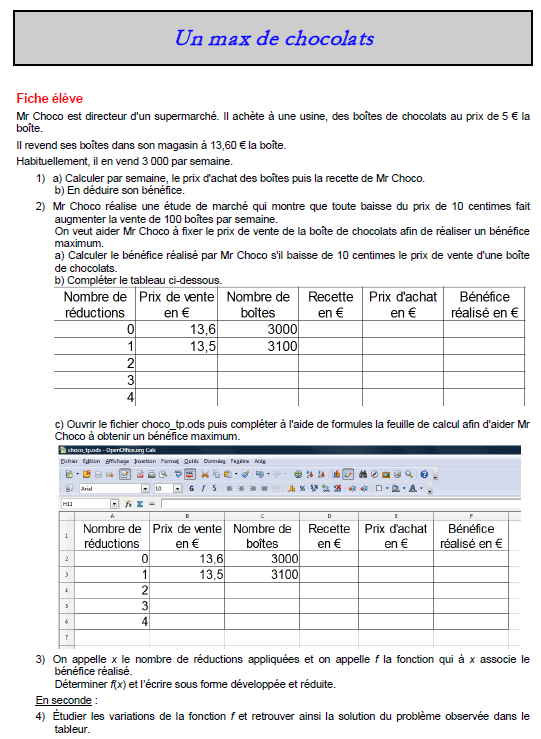 Un max de chocolats
Fiche élève
Mr Choco est directeur d'un supermarché. Il achète à une usine, des boîtes de chocolats au prix de 5 € la
boîte.
Il revend ses boîtes dans son magasin à 13,60 € la boîte.
Habituellement, il en vend 3 000 par semaine.
1) a) Calculer par semaine, le prix d'achat des boîtes puis la recette de Mr Choco.
b) En déduire son bénéfice.
2) Mr Choco réalise une étude de marché qui montre que toute baisse du prix de 10 centimes fait
augmenter la vente de 100 boîtes par semaine.
On veut aider Mr Choco à fixer le prix de vente de la boîte de chocolats afin de réaliser un bénéfice
maximum.
a) Calculer le bénéfice réalisé par Mr Choco s'il baisse de 10 centimes le prix de vente d'une boîte
de chocolats.
b) Compléter le tableau ci-dessous.
Nombre de réductions Prix de vente en € Nombre de boîtes Recette en € Prix d'achat en € Bénéfice réalisé en €
0 13,6 3000
1 13,5 3100
2
3
4
c) Ouvrir le fichier choco_tp.ods puis compléter à l'aide de formules la feuille de calcul afin d'aider Mr
Choco à obtenir un bénéfice maximum.
choco_tp.ods - OpenOffice.org Calc
Fichier Édition Affichage Insertion Format Outils Données Fenêtre Aide
Arial 10 G I S
H11 =
A B C D E F
1 Nombre de réductions Prix de vente en € Nombre de boîtes Recette en € Prix d'achat en € Bénéfice réalisé en €
2 0 13,6 3000
3 1 13,5 3100
4 2
5 3
6 4
7
3) On appelle x le nombre de réductions appliquées et on appelle f la fonction qui à x associe le
bénéfice réalisé.
Déterminer f(x) et l'écrire sous forme développée et réduite.
En seconde :
4) Étudier les variations de la fonction f et retrouver ainsi la solution du problème observée dans le
tableur.